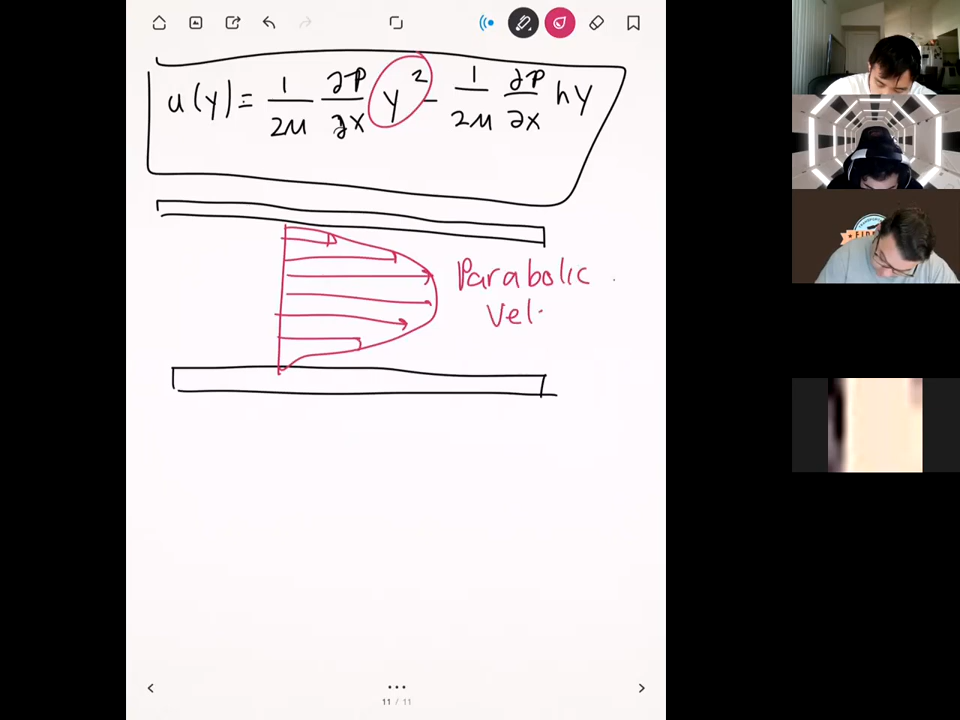 u(y) = 1/2μ ∂P/∂x y² - 1/2μ ∂P/∂x hy
Parabolic
Vel.
11 / 11